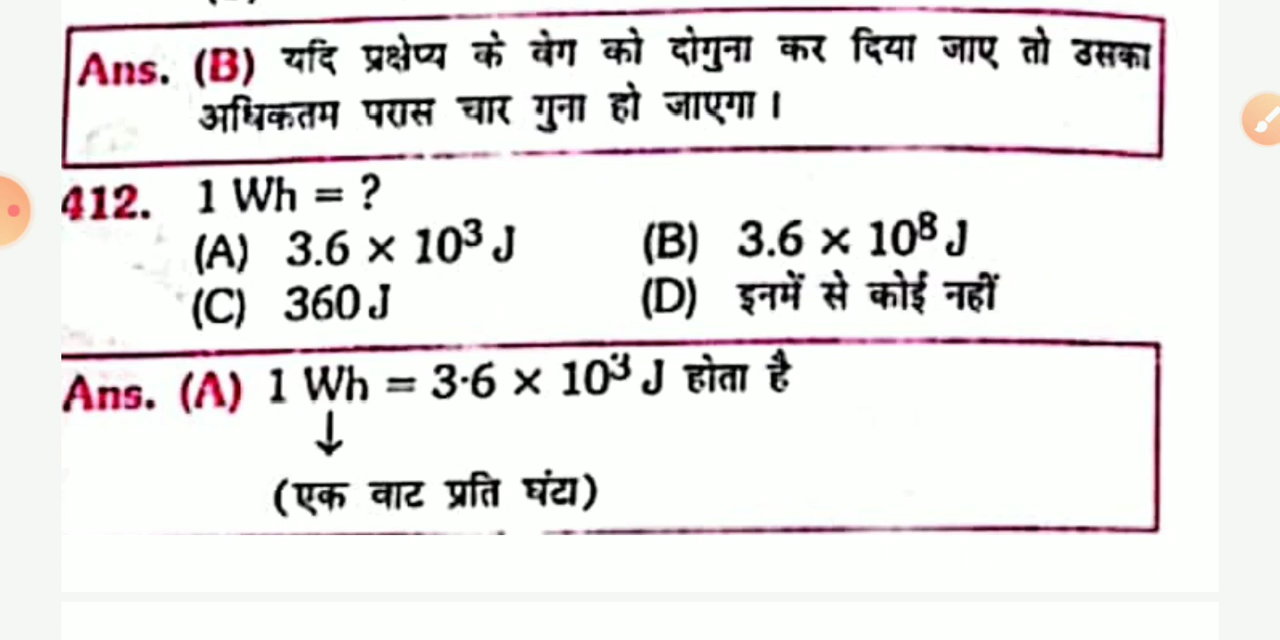 Ans. (B) यदि प्रक्षेप्य के वेग को दोगुना कर दिया जाए तो उसका
अधिकतम परास चार गुना हो जाएगा।
412. 1 Wh = ?
(A) 3.6 × 10³ J (B) 3.6 × 10⁸ J
(C) 360 J (D) इनमें से कोई नहीं
Ans. (A) 1 Wh = 3·6 × 10³ J होता है
↓
(एक वाट प्रति घंटा)